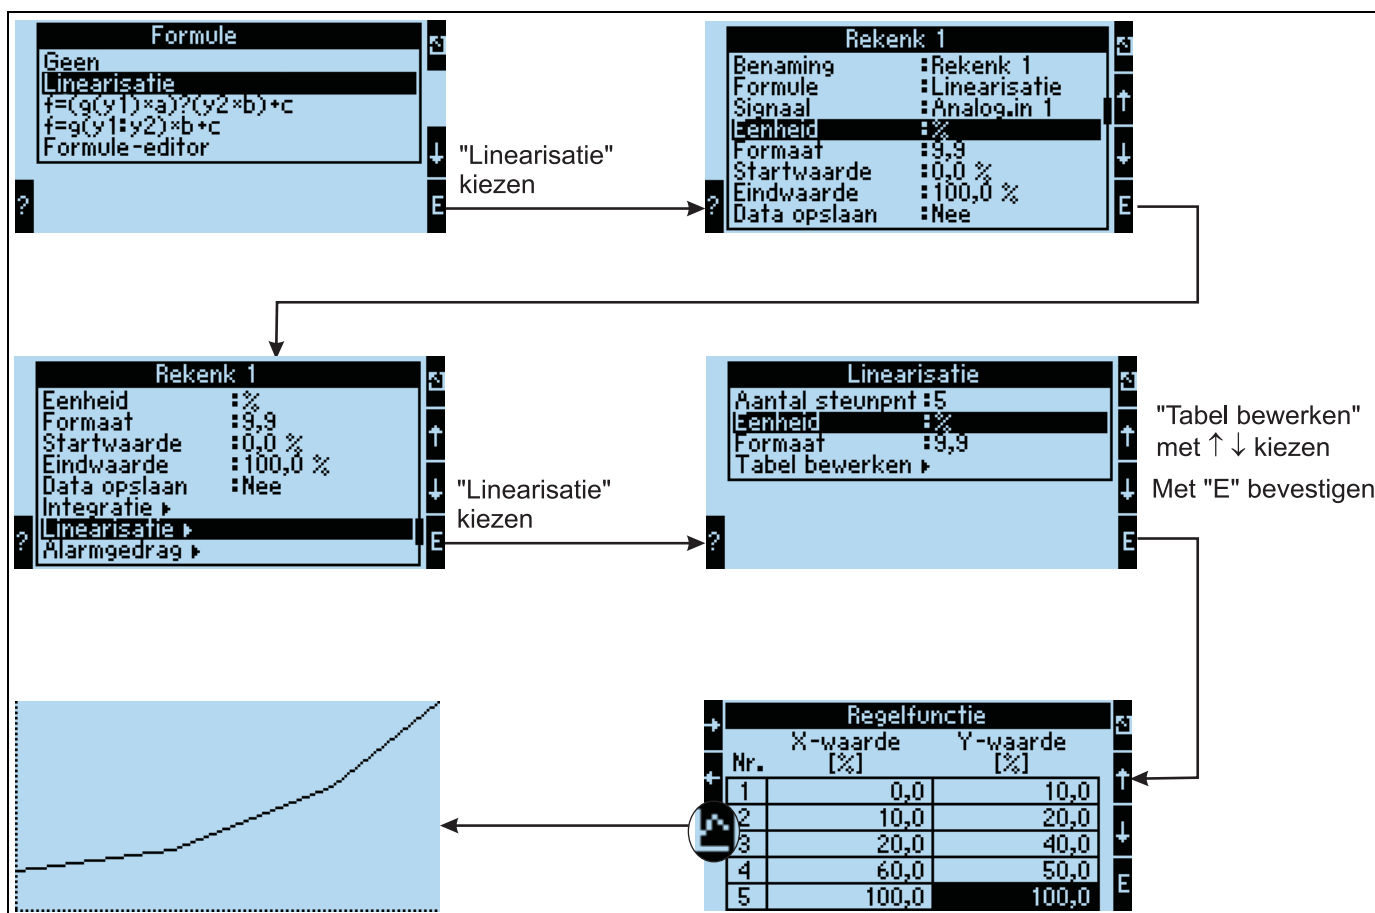 Formule
Geen
Linearisatie
f=(g(y1)×a)?(y2×b)+c
f=g(y1:y2)×b+c
Formule-editor
↓
?
E
"Linearisatie"
kiezen
Rekenk 1
Benaming :Rekenk 1
Formule :Linearisatie
Signaal :Analog.in 1
Eenheid :%
Formaat :9,9
Startwaarde :0,0 %
Eindwaarde :100,0 %
Data opslaan :Nee
↑
↓
?
E
Rekenk 1
Eenheid :%
Formaat :9,9
Startwaarde :0,0 %
Eindwaarde :100,0 %
Data opslaan :Nee
Integratie ▸
Linearisatie ▸
Alarmgedrag ▸
↑
↓
?
E
"Linearisatie"
kiezen
Linearisatie
Aantal steunpnt :5
Eenheid :%
Formaat :9,9
Tabel bewerken ▸
↑
↓
?
E
"Tabel bewerken"
met ↑ ↓ kiezen
Met "E" bevestigen
Regelfunctie
X-waarde Y-waarde
Nr. [%] [%]
1 0,0 10,0
2 10,0 20,0
3 20,0 40,0
4 60,0 50,0
5 100,0 100,0
→
←
↑
↓
E